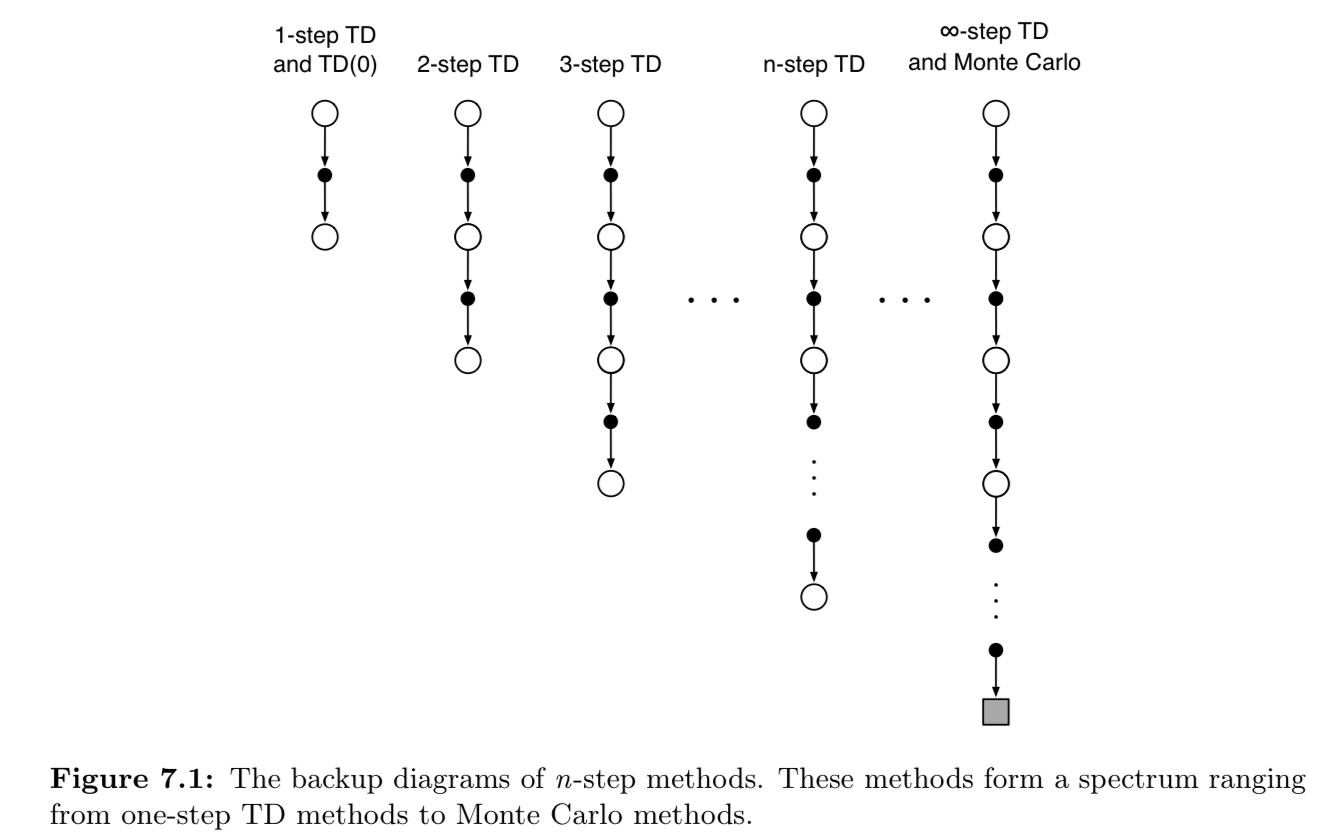 1-step TD
and TD(0)
2-step TD
3-step TD
n-step TD
∞-step TD
and Monte Carlo
Figure 7.1: The backup diagrams of n-step methods. These methods form a spectrum ranging
from one-step TD methods to Monte Carlo methods.